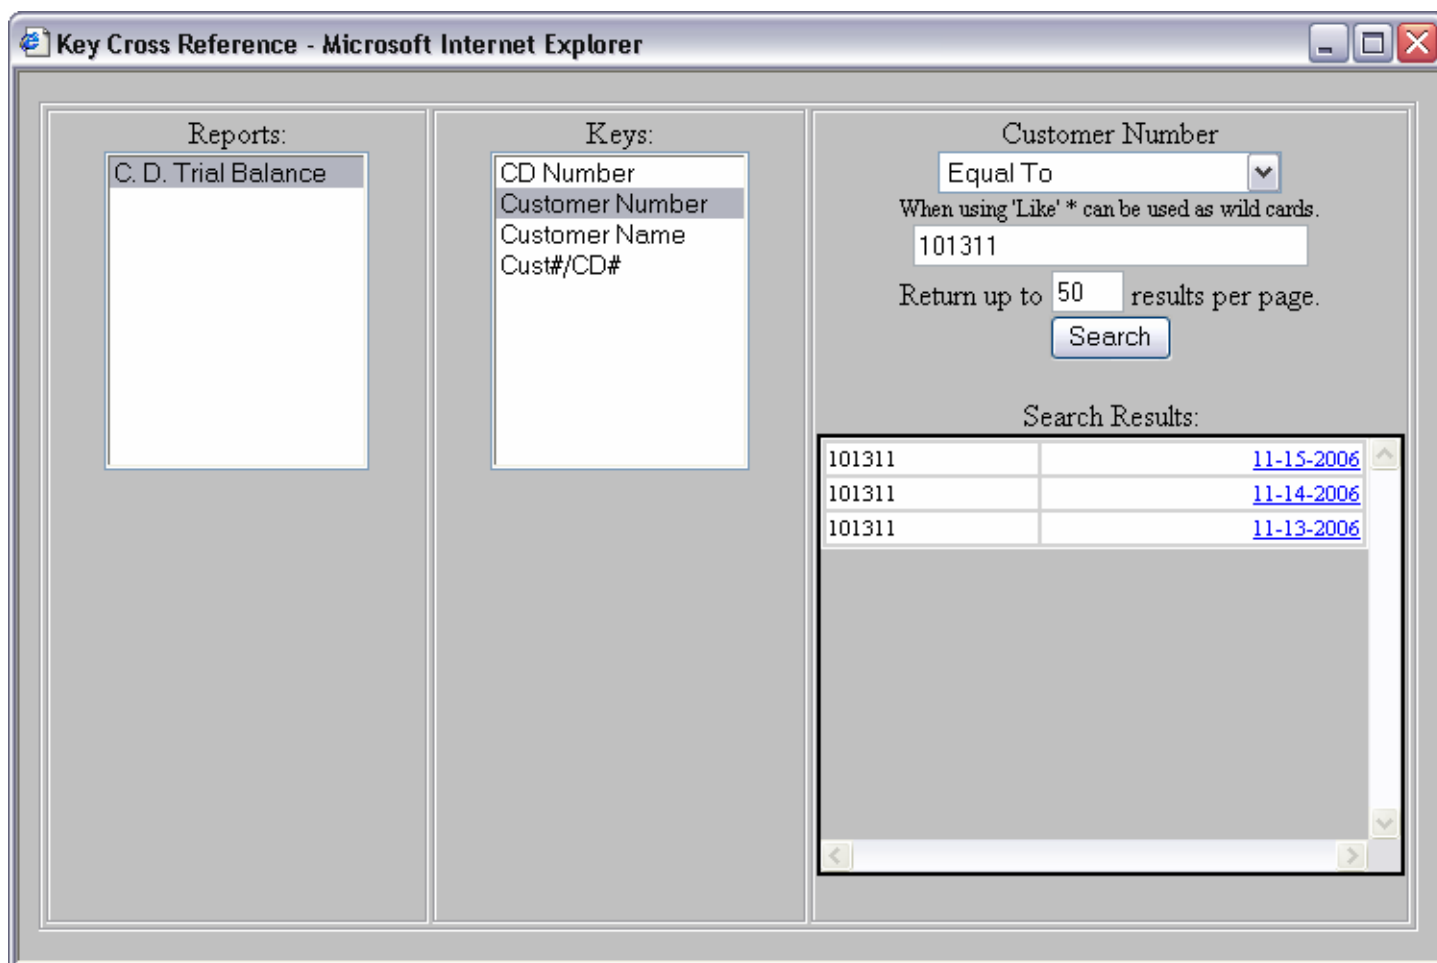 Key Cross Reference - Microsoft Internet Explorer
Reports:
C. D. Trial Balance
Keys:
CD Number
Customer Number
Customer Name
Cust#/CD#
Customer Number
Equal To
When using 'Like' * can be used as wild cards.
101311
Return up to 50 results per page.
Search
Search Results:
101311 11-15-2006
101311 11-14-2006
101311 11-13-2006